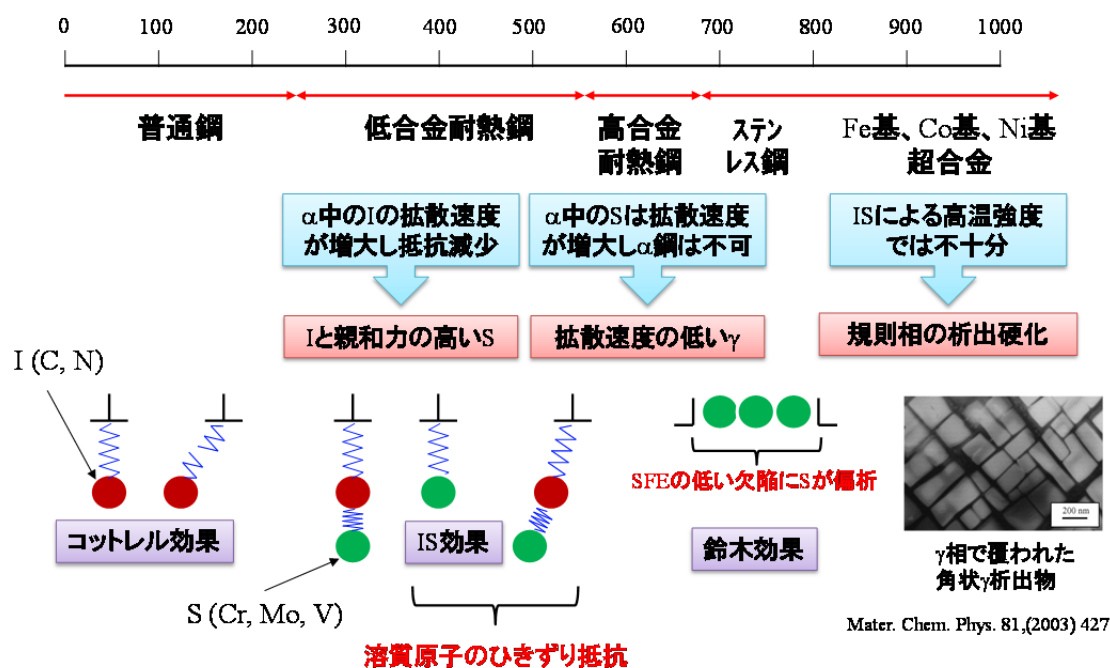 0 100 200 300 400 500 600 700 800 900 1000
普通鋼
低合金耐熱鋼
高合金
耐熱鋼
ステン
レス鋼
Fe基、Co基、Ni基
超合金
α中のIの拡散速度
が増大し抵抗減少
α中のSは拡散速度
が増大しα鋼は不可
ISによる高温強度
では不十分
Iと親和力の高いS
拡散速度の低いγ
規則相の析出硬化
I (C, N)
SFEの低い欠陥にSが偏析
200 nm
コットレル効果
IS効果
鈴木効果
γ相で覆われた
角状γ析出物
S (Cr, Mo, V)
溶質原子のひきずり抵抗
Mater. Chem. Phys. 81,(2003) 427